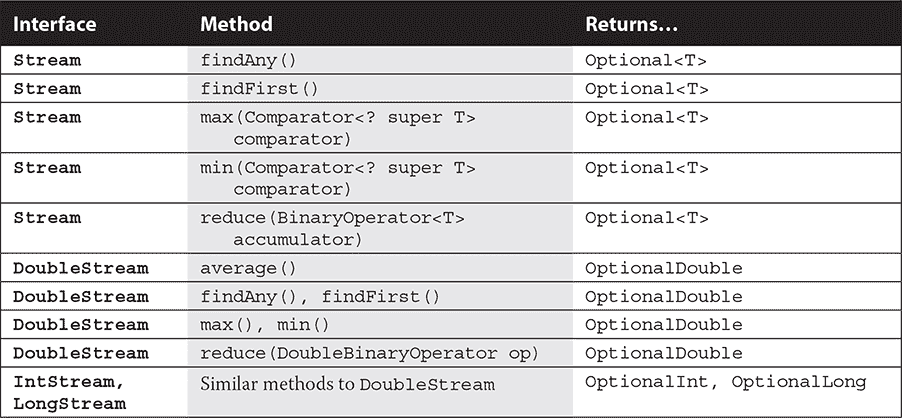 Interface Method Returns…
Stream findAny() Optional<T>
Stream findFirst() Optional<T>
Stream max(Comparator<? super T> Optional<T>
comparator)
Stream min(Comparator<? super T> Optional<T>
comparator)
Stream reduce(BinaryOperator<T> Optional<T>
accumulator)
DoubleStream average() OptionalDouble
DoubleStream findAny(), findFirst() OptionalDouble
DoubleStream max(), min() OptionalDouble
DoubleStream reduce(DoubleBinaryOperator op) OptionalDouble
IntStream, Similar methods to DoubleStream OptionalInt, OptionalLong
LongStream